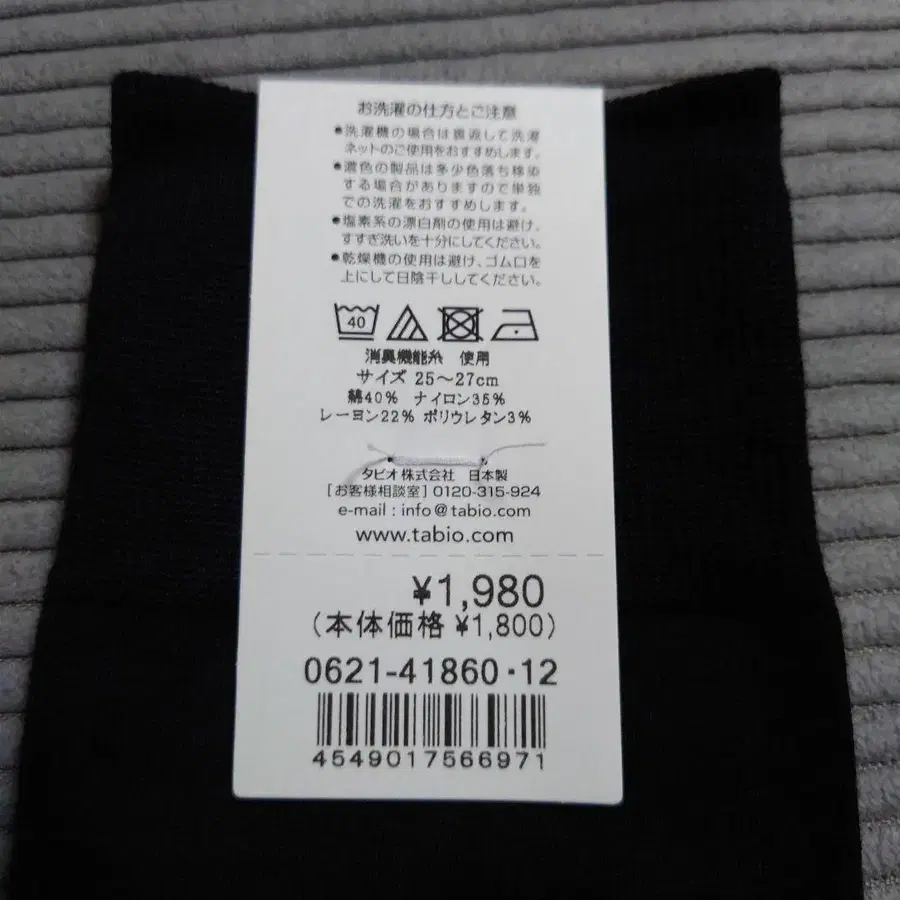 お洗濯の仕方とご注意
●洗濯機の場合は裏返して洗濯
ネットのご使用をおすすめします。
●濃色の製品は多少色落ち移染
する場合がありますので単独
での洗濯をおすすめします。
●塩素系の漂白剤の使用は避け、
すすぎ洗いを十分にしてください。
●乾燥機の使用は避け、ゴム口を
上にして日陰干ししてください。
40
消臭機能糸 使用
サイズ 25〜27cm
綿40% ナイロン35%
レーヨン22% ポリウレタン3%
タビオ株式会社 日本製
[お客様相談室] 0120-315-924
e-mail : info@tabio.com
www.tabio.com
¥1,980
(本体価格 ¥1,800)
0621-41860・12
4549017566971